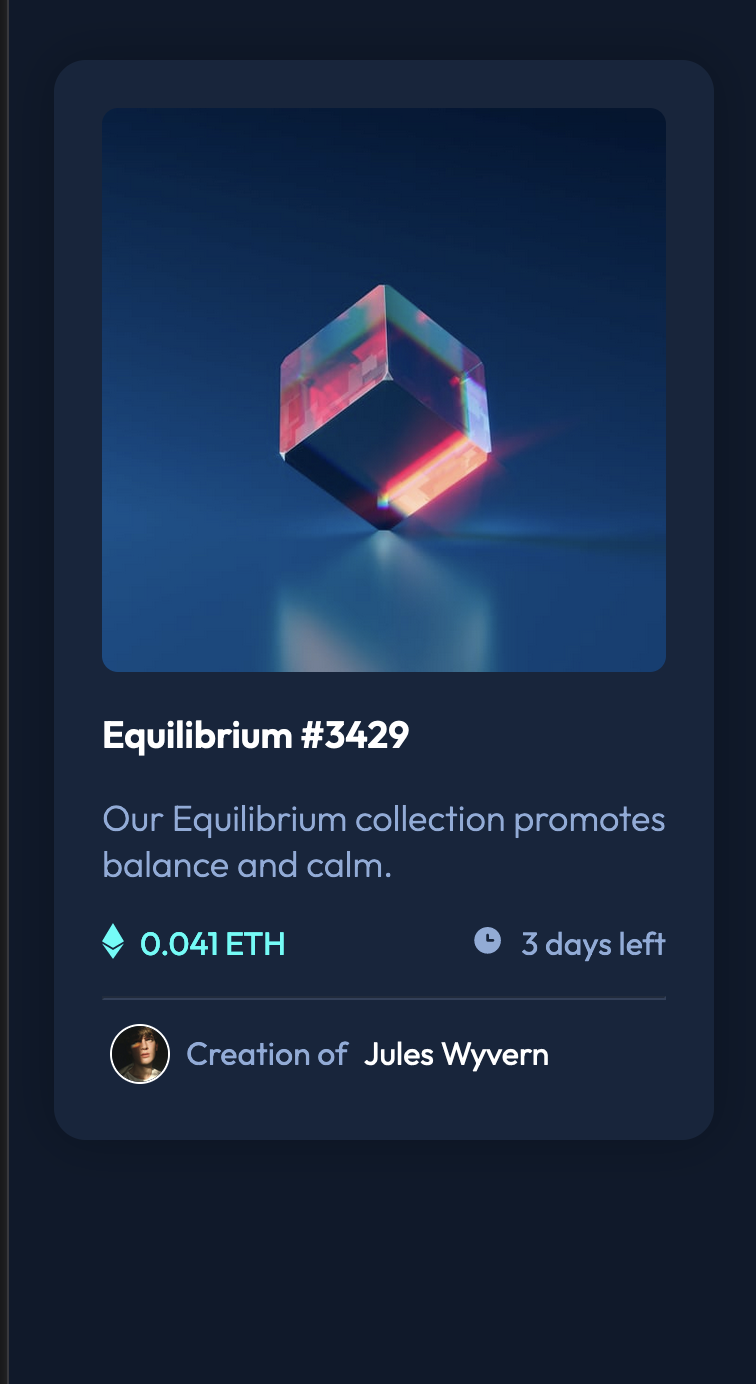 Equilibrium #3429
Our Equilibrium collection promotes
balance and calm.
0.041 ETH
3 days left
Creation of Jules Wyvern